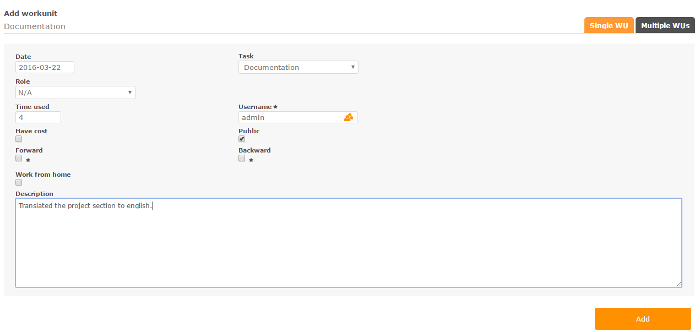 Add workunit
Documentation
Single WU Multiple WUs
Date Task
2016-03-22 Documentation
Role
N/A
Time used Username *
4 admin
Have cost Public
Forward Backward
* *
Work from home
Description
Translated the project section to english.
Add